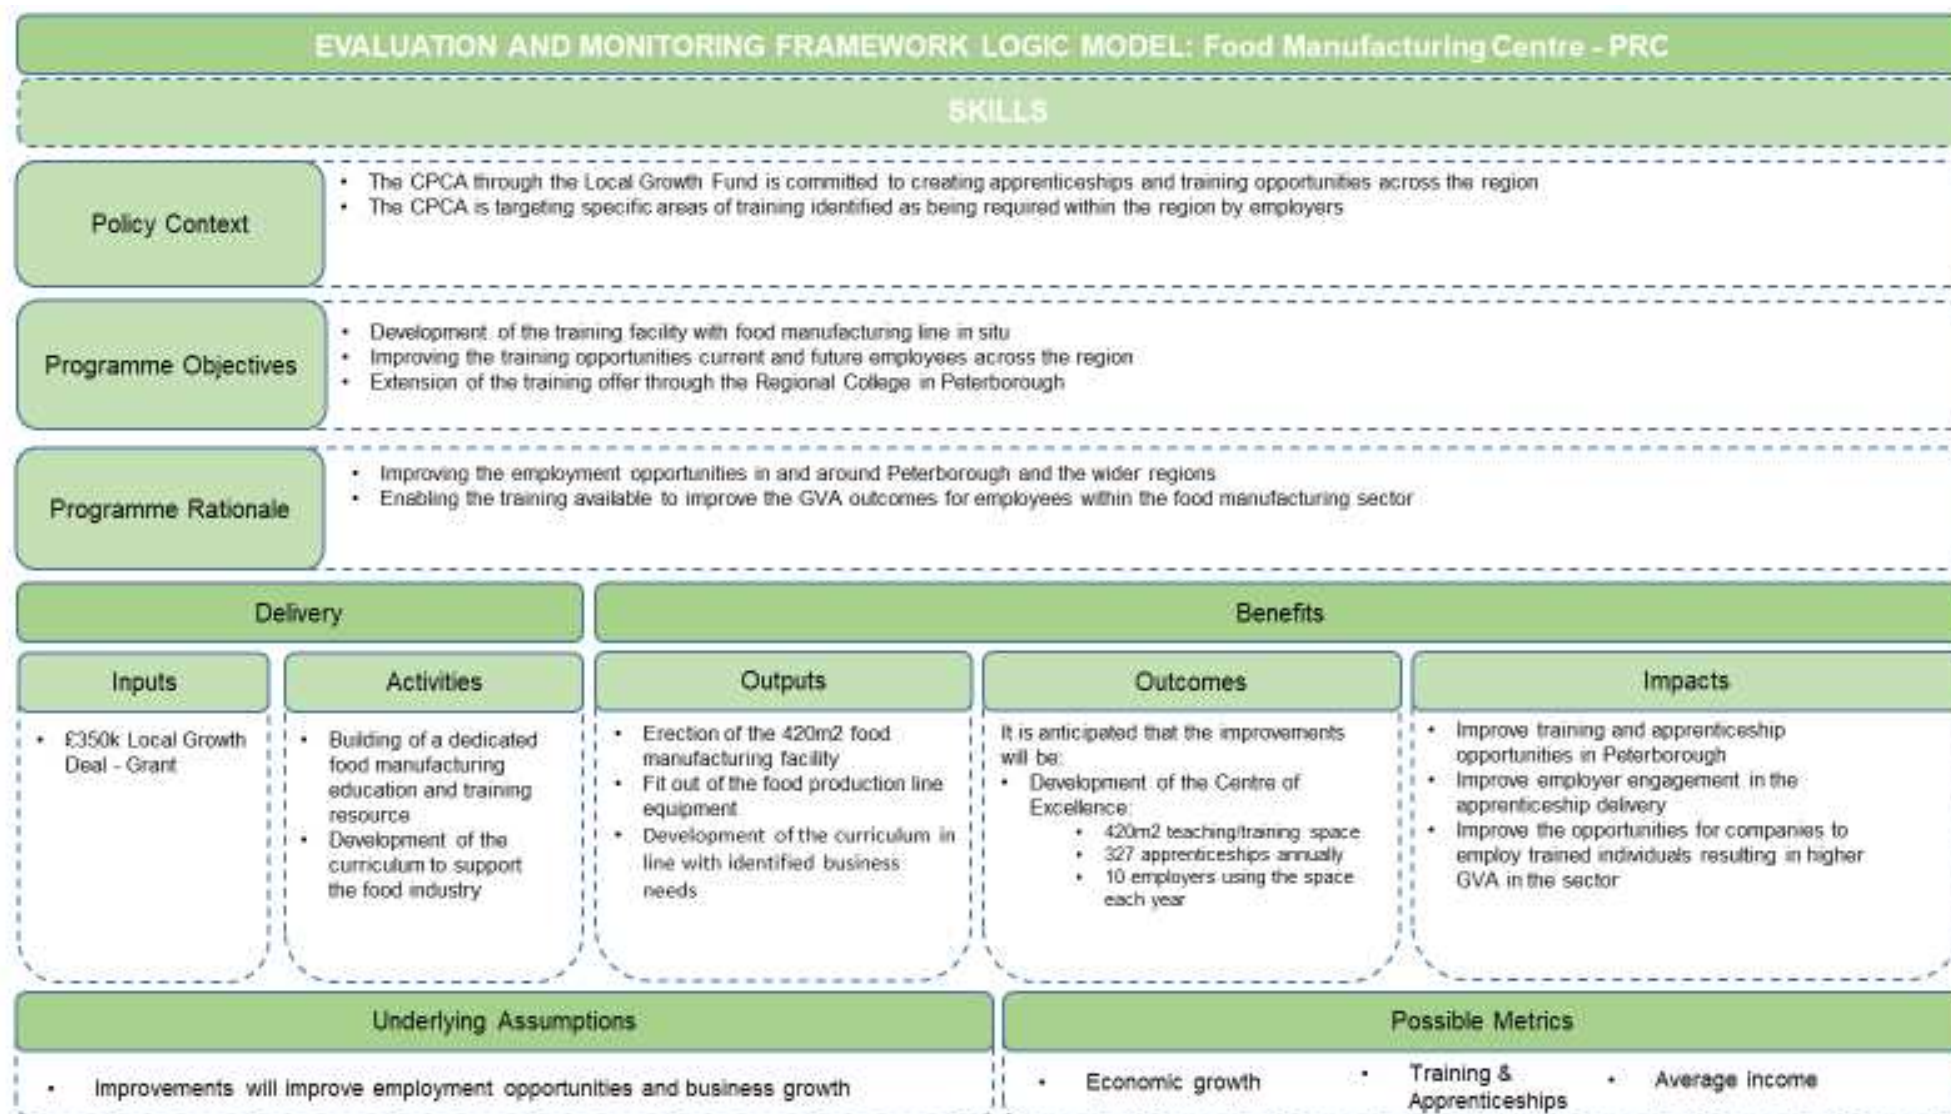 EVALUATION AND MONITORING FRAMEWORK LOGIC MODEL: Food Manufacturing Centre - PRC
SKILLS
Policy Context
• The CPCA through the Local Growth Fund is committed to creating apprenticeships and training opportunities across the region
• The CPCA is targeting specific areas of training identified as being required within the region by employers
Programme Objectives
• Development of the training facility with food manufacturing line in situ
• Improving the training opportunities current and future employees across the region
• Extension of the training offer through the Regional College in Peterborough
Programme Rationale
• Improving the employment opportunities in and around Peterborough and the wider regions
• Enabling the training available to improve the GVA outcomes for employees within the food manufacturing sector
Delivery
Benefits
Inputs
Activities
Outputs
Outcomes
Impacts
• £350k Local Growth
Deal - Grant
• Building of a dedicated
food manufacturing
education and training
resource
• Development of the
curriculum to support
the food industry
• Erection of the 420m2 food
manufacturing facility
• Fit out of the food production line
equipment
• Development of the curriculum in
line with identified business
needs
It is anticipated that the improvements
will be:
• Development of the Centre of
Excellence:
• 420m2 teaching/training space
• 327 apprenticeships annually
• 10 employers using the space
each year
• Improve training and apprenticeship
opportunities in Peterborough
• Improve employer engagement in the
apprenticeship delivery
• Improve the opportunities for companies to
employ trained individuals resulting in higher
GVA in the sector
Underlying Assumptions
Possible Metrics
• Improvements will improve employment opportunities and business growth
• Economic growth
• Training &
Apprenticeships
• Average income